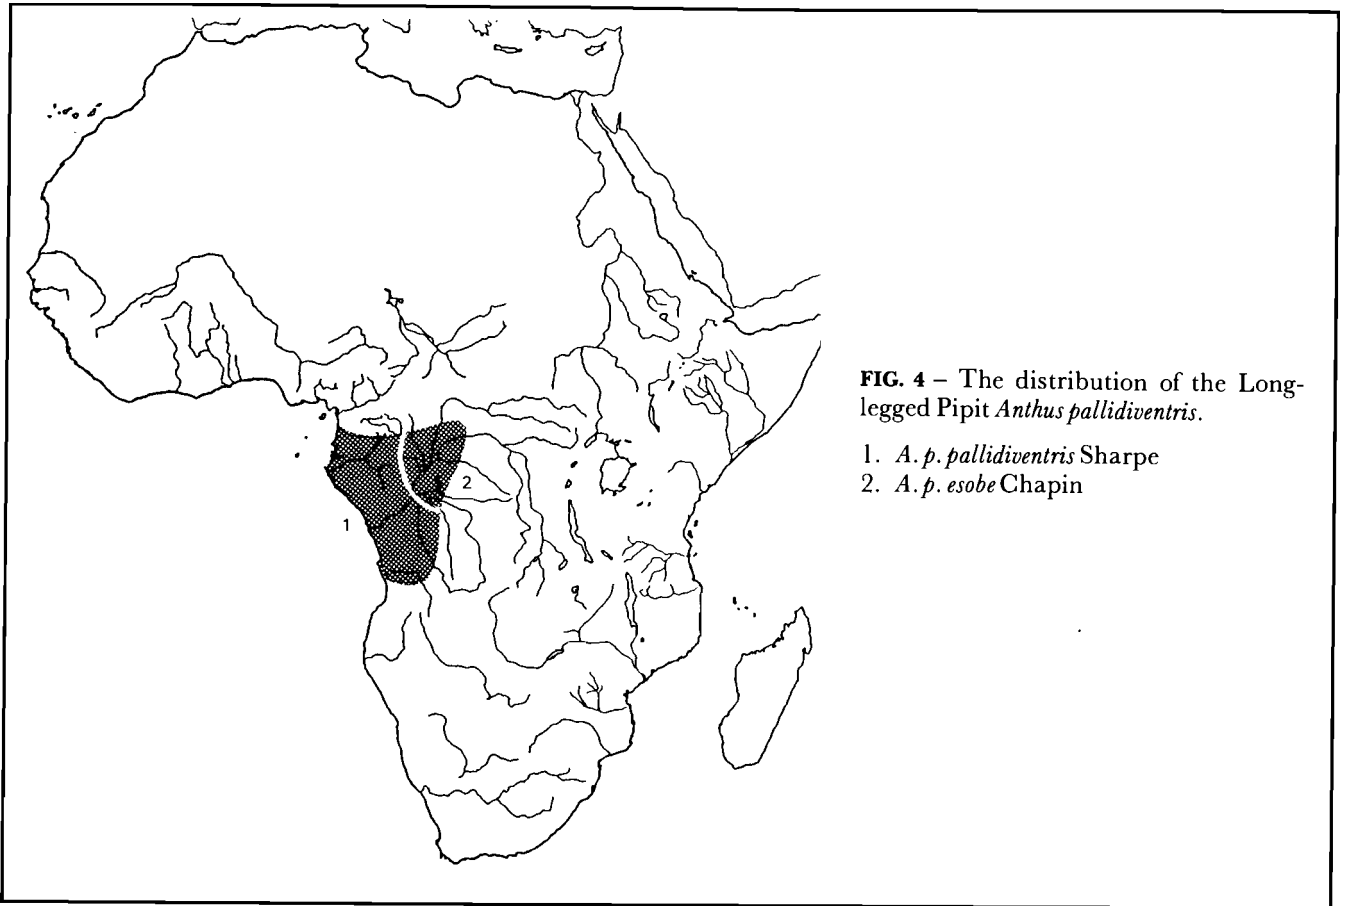 FIG. 4 – The distribution of the Long-
legged Pipit Anthus pallidiventris.
1. A. p. pallidiventris Sharpe
2. A. p. esobe Chapin
2
1